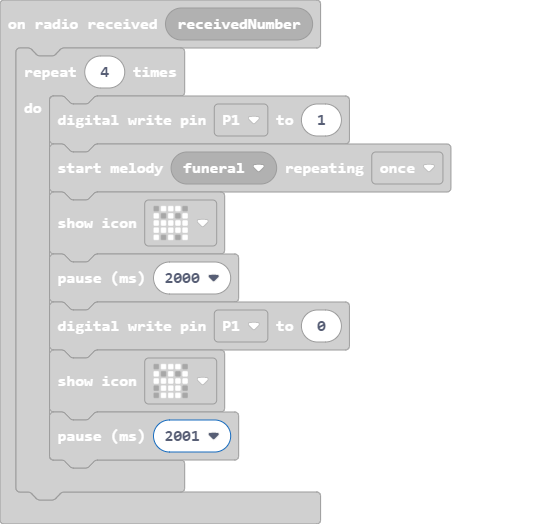 on radio received receivedNumber
repeat 4 times
do
digital write pin P1 to 1
start melody funeral repeating once
show icon
pause (ms) 2000
digital write pin P1 to 0
show icon
pause (ms) 2001